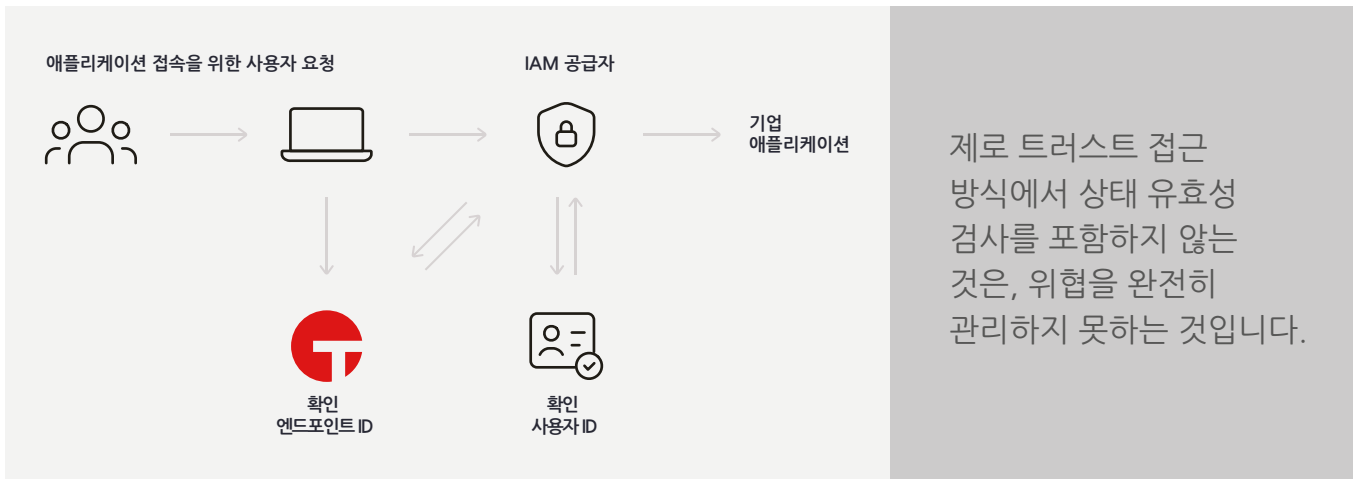 애플리케이션 접속을 위한 사용자 요청
IAM 공급자
기업
애플리케이션
확인
엔드포인트 ID
확인
사용자 ID
제로 트러스트 접근
방식에서 상태 유효성
검사를 포함하지 않는
것은, 위협을 완전히
관리하지 못하는 것입니다.